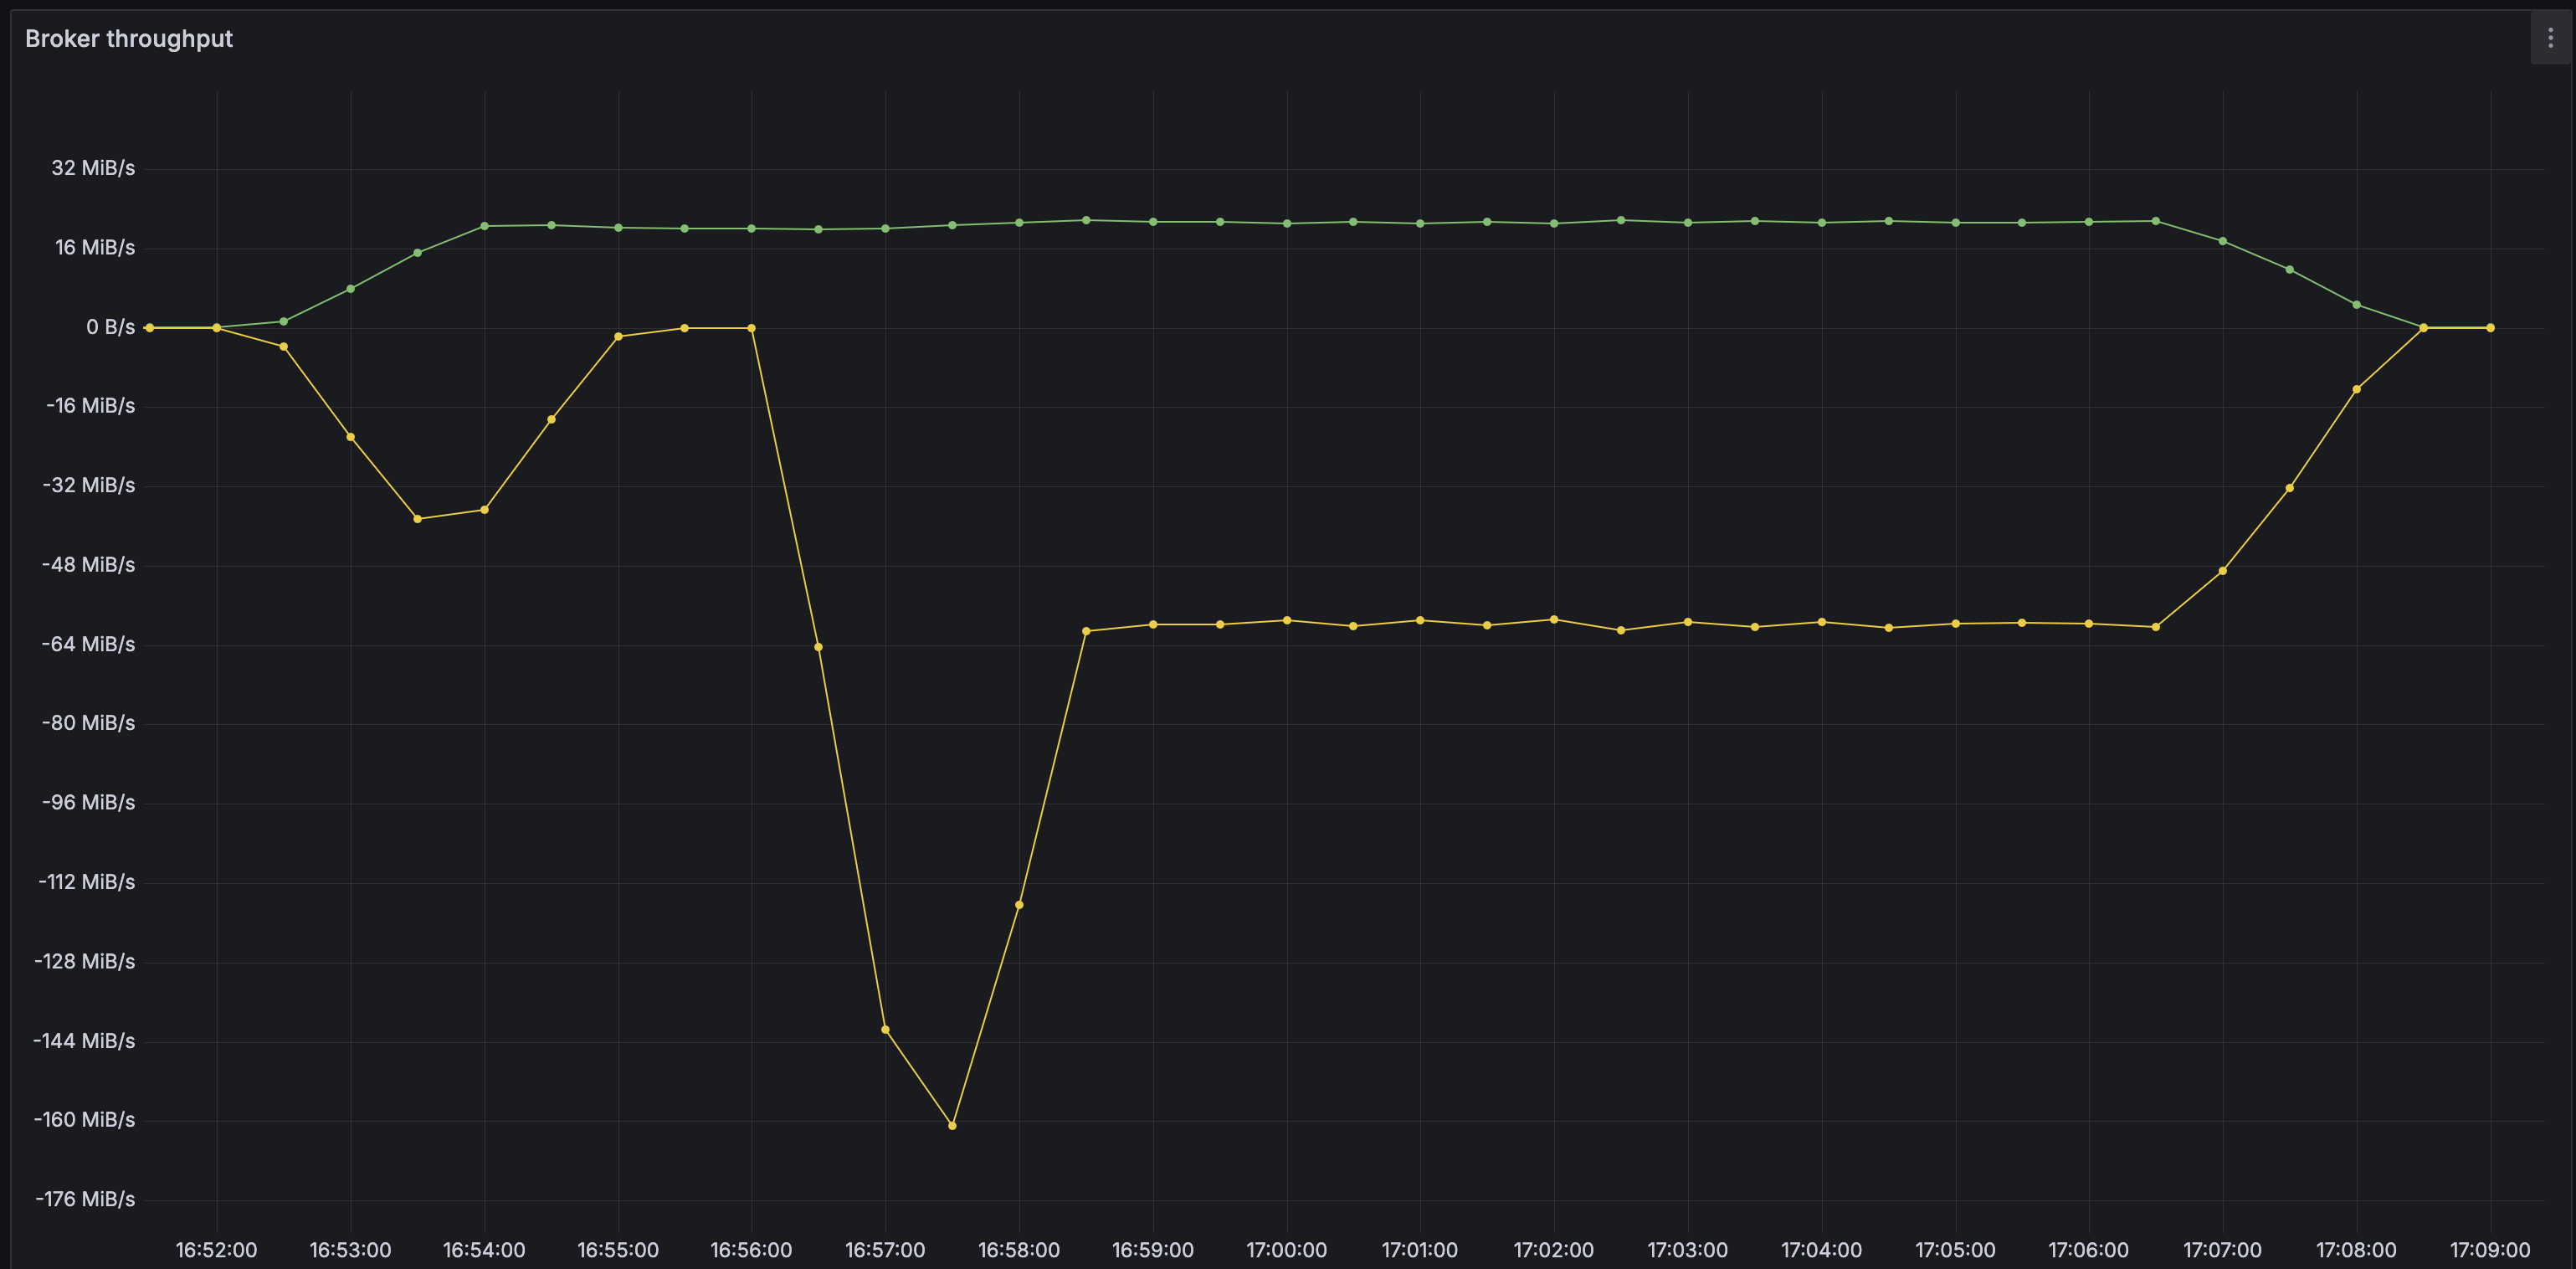 Broker throughput
32 MiB/s
16 MiB/s
0 B/s
-16 MiB/s
-32 MiB/s
-48 MiB/s
-64 MiB/s
-80 MiB/s
-96 MiB/s
-112 MiB/s
-128 MiB/s
-144 MiB/s
-160 MiB/s
-176 MiB/s
16:52:00 16:53:00 16:54:00 16:55:00 16:56:00 16:57:00 16:58:00 16:59:00 17:00:00 17:01:00 17:02:00 17:03:00 17:04:00 17:05:00 17:06:00 17:07:00 17:08:00 17:09:00